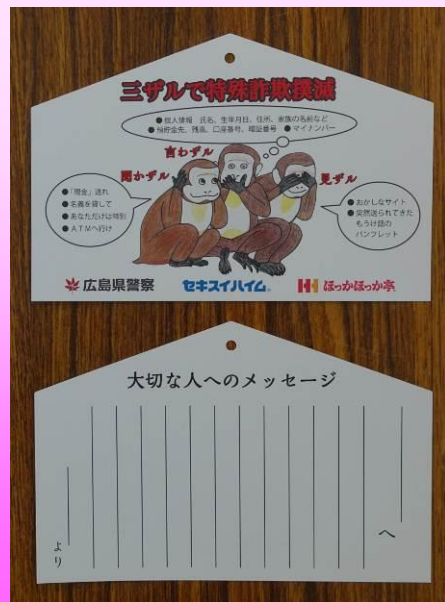 三ザルで特殊詐欺撲滅
●個人情報　氏名、生年月日、住所、家族の名前など
●預貯金先、残高、口座番号、暗証番号　●マイナンバー
言わザル
聞かザル
見ザル
●「現金」送れ
●名義を貸して
●あなただけは特別
●ATMへ行け
●おかしなサイト
●突然送られてきた
もうけ話の
パンフレット
広島県警察
セキスイハイム
ほっかほっか亭
大切な人へのメッセージ
へ
より